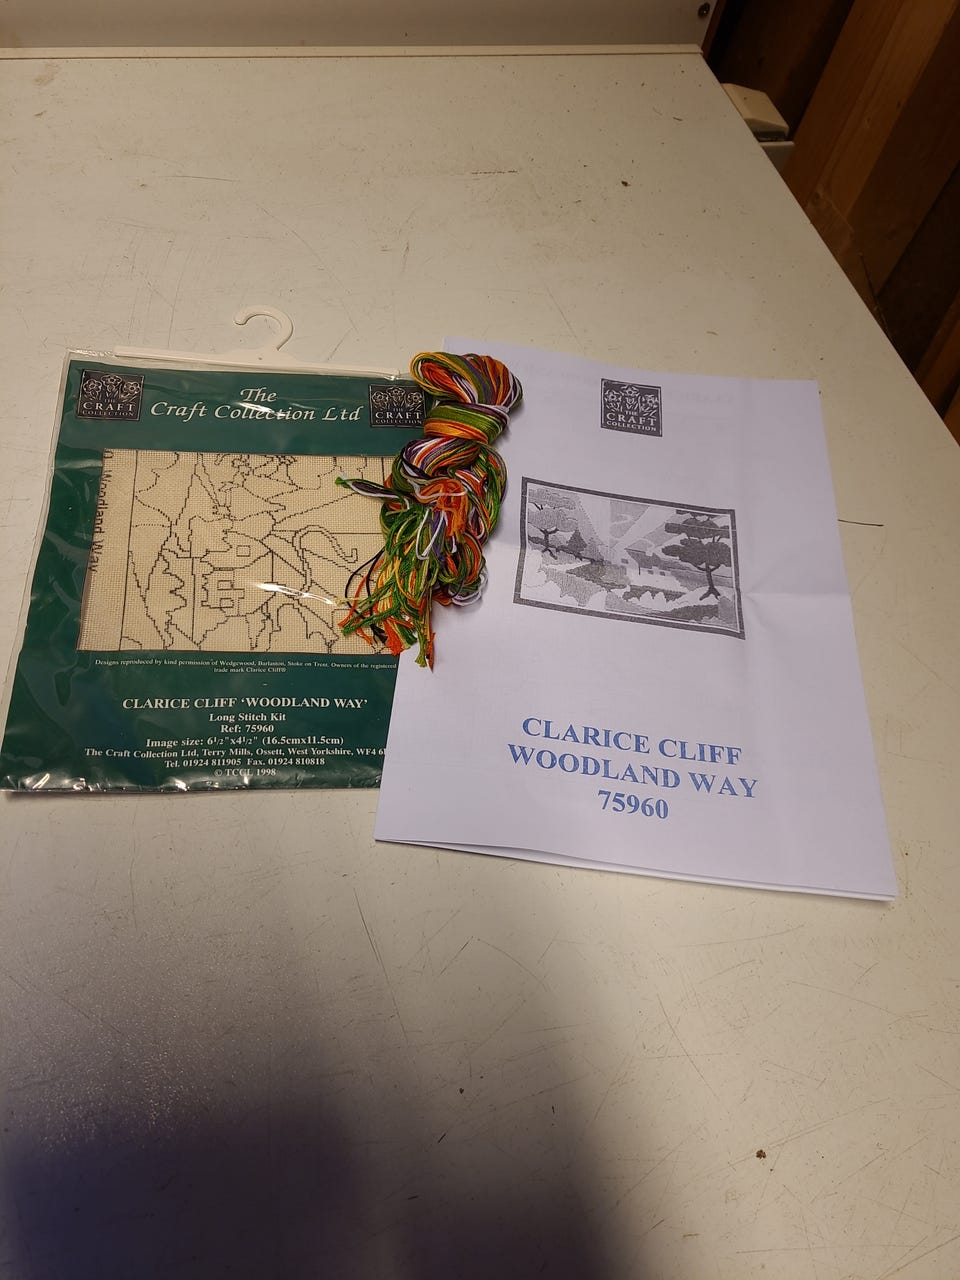 THE
CRAFT
COLLECTION
The
Craft Collection Ltd
THE
CRAFT
COLLECTION
Woodland Way
Designs reproduced by kind permission of Wedgewood, Barlaston, Stoke on Trent, Owners of the registered
trade mark Clarice Cliff®
CLARICE CLIFF ‘WOODLAND WAY’
Long Stitch Kit
Ref: 75960
Image size: 6½"x4½" (16.5cmx11.5cm)
The Craft Collection Ltd, Terry Mills, Ossett, West Yorkshire, WF4
Tel. 01924 811905 Fax. 01924 810818
© TCCL 1998
THE
CRAFT
COLLECTION
CLARICE CLIFF
WOODLAND WAY
75960